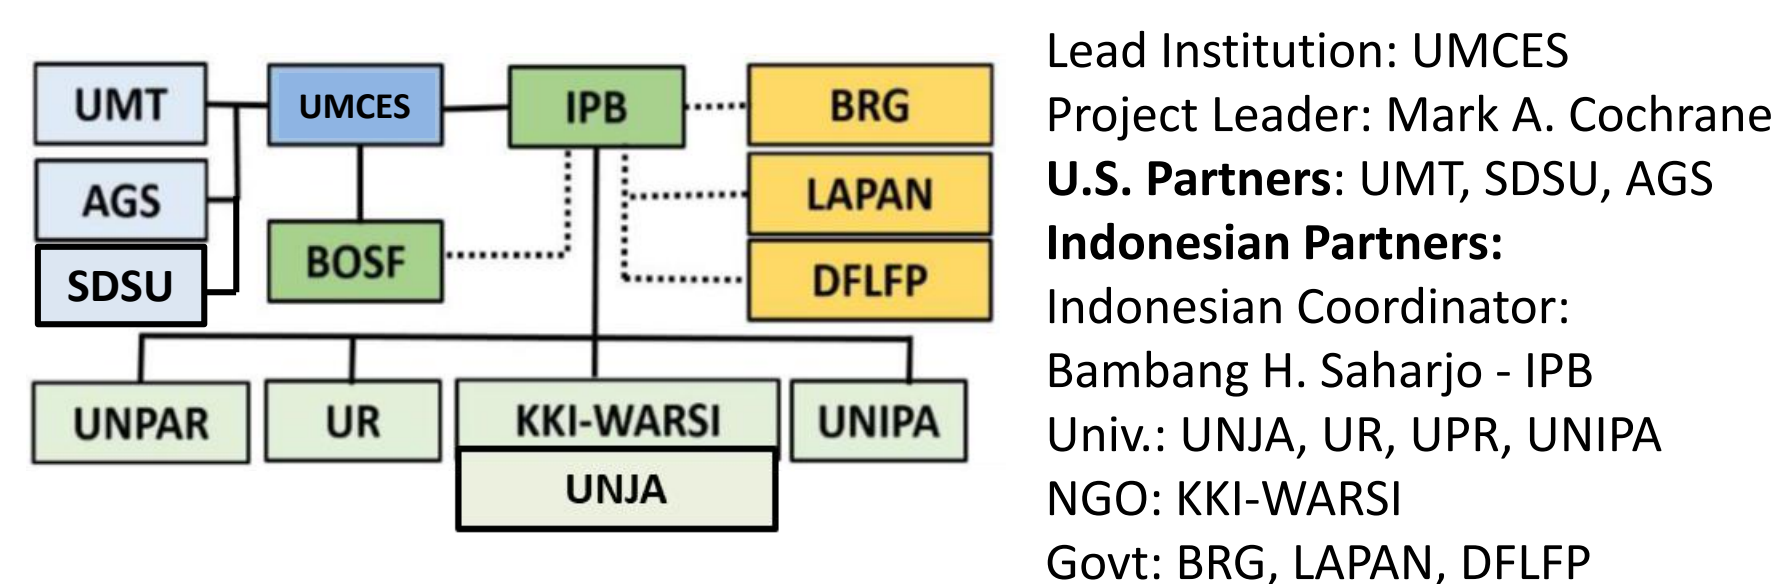 UMT
UMCES
IPB
BRG
AGS
LAPAN
SDSU
BOSF
DFLFP
UNPAR
UR
KKI-WARSI
UNIPA
UNJA
Lead Institution: UMCES
Project Leader: Mark A. Cochrane
U.S. Partners: UMT, SDSU, AGS
Indonesian Partners:
Indonesian Coordinator:
Bambang H. Saharjo - IPB
Univ.: UNJA, UR, UPR, UNIPA
NGO: KKI-WARSI
Govt: BRG, LAPAN, DFLFP